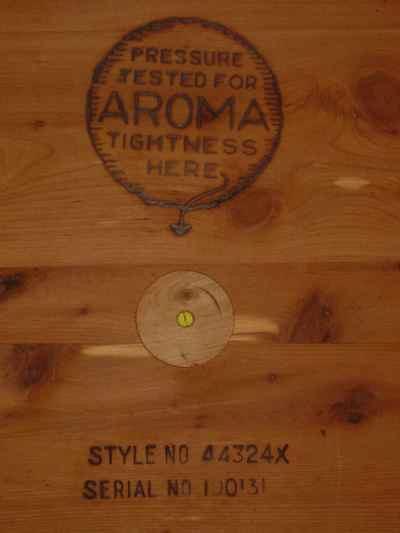 PRESSURE
TESTED FOR
AROMA
TIGHTNESS
HERE
STYLE NO 44324X
SERIAL NO